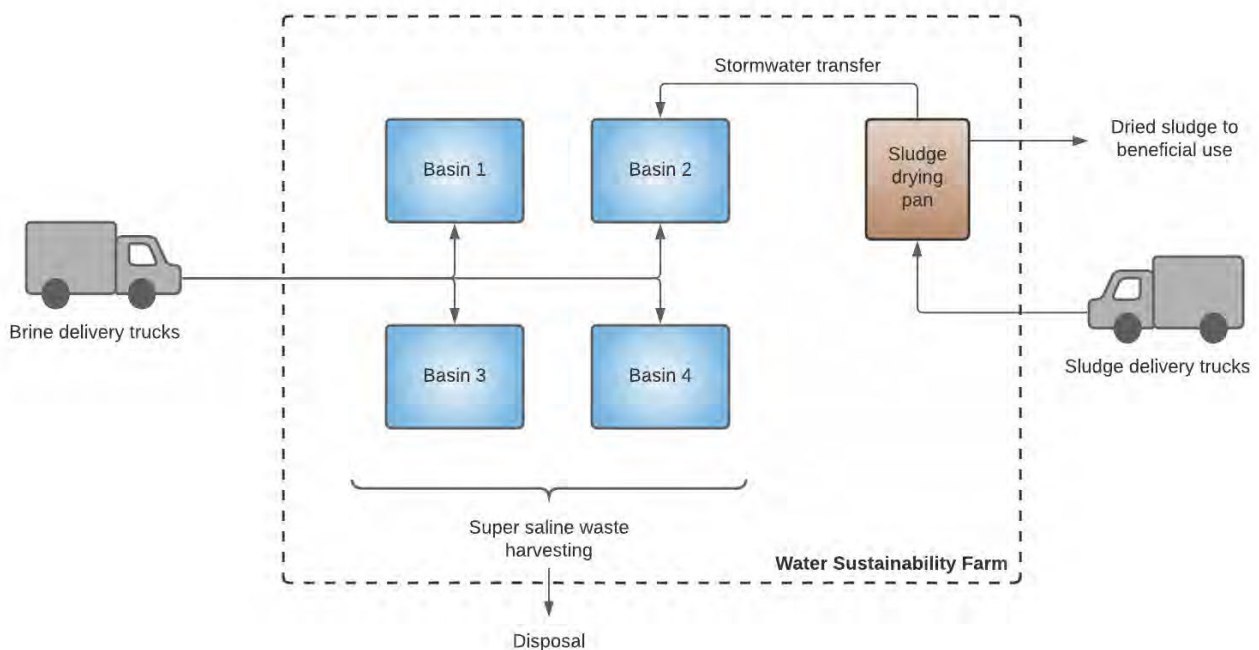 Stormwater transfer
Basin 1
Basin 2
Sludge
drying
pan
Dried sludge to
beneficial use
Brine delivery trucks
Basin 3
Basin 4
Sludge delivery trucks
Super saline waste
harvesting
Water Sustainability Farm
Disposal